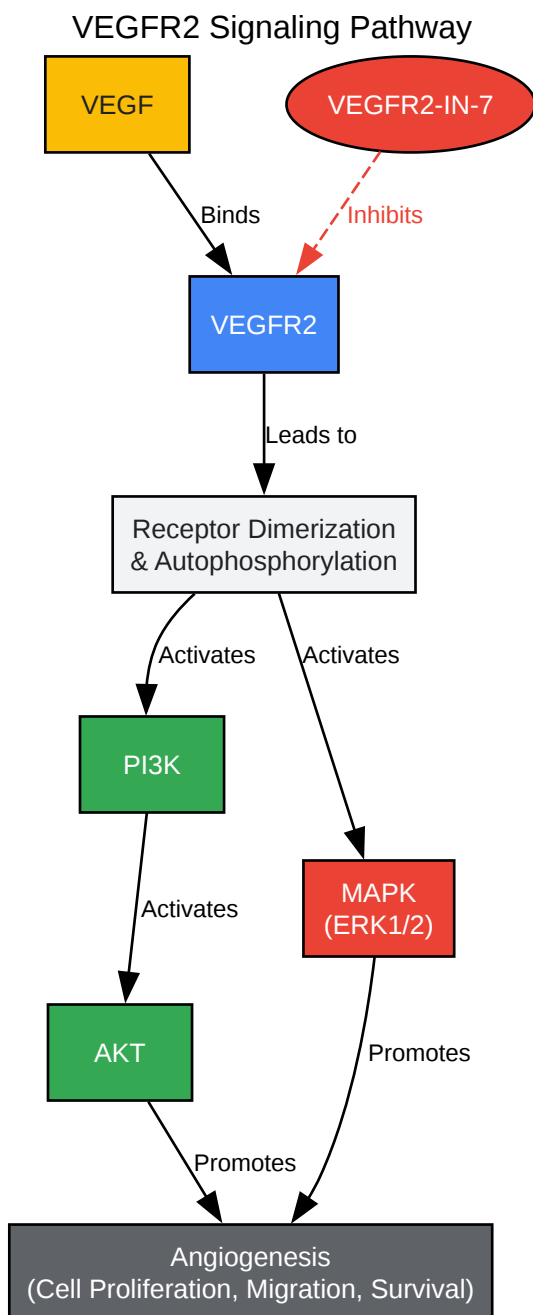 VEGFR2 Signaling Pathway
VEGF
VEGFR2-IN-7
Binds
Inhibits
VEGFR2
Leads to
Receptor Dimerization
& Autophosphorylation
Activates
Activates
PI3K
MAPK
(ERK1/2)
Activates
AKT
Promotes
Promotes
Angiogenesis
(Cell Proliferation, Migration, Survival)